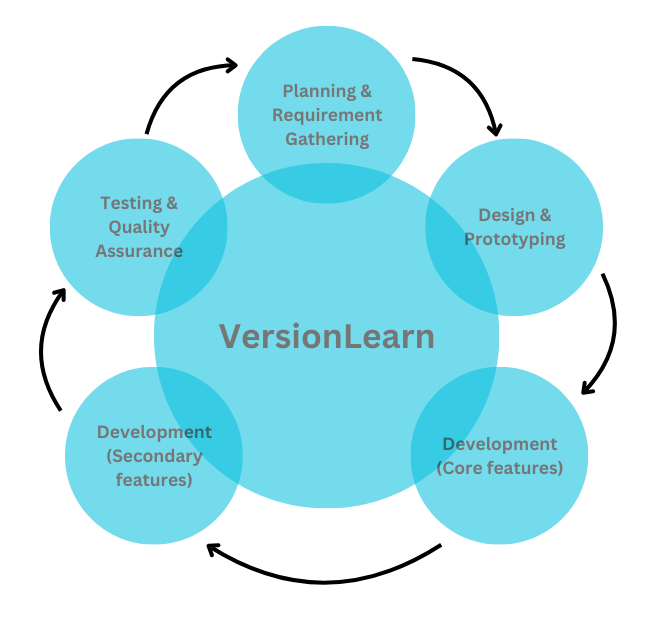 Planning &
Requirement
Gathering
Testing &
Quality
Assurance
Design &
Prototyping
VersionLearn
Development
(Secondary
features)
Development
(Core features)